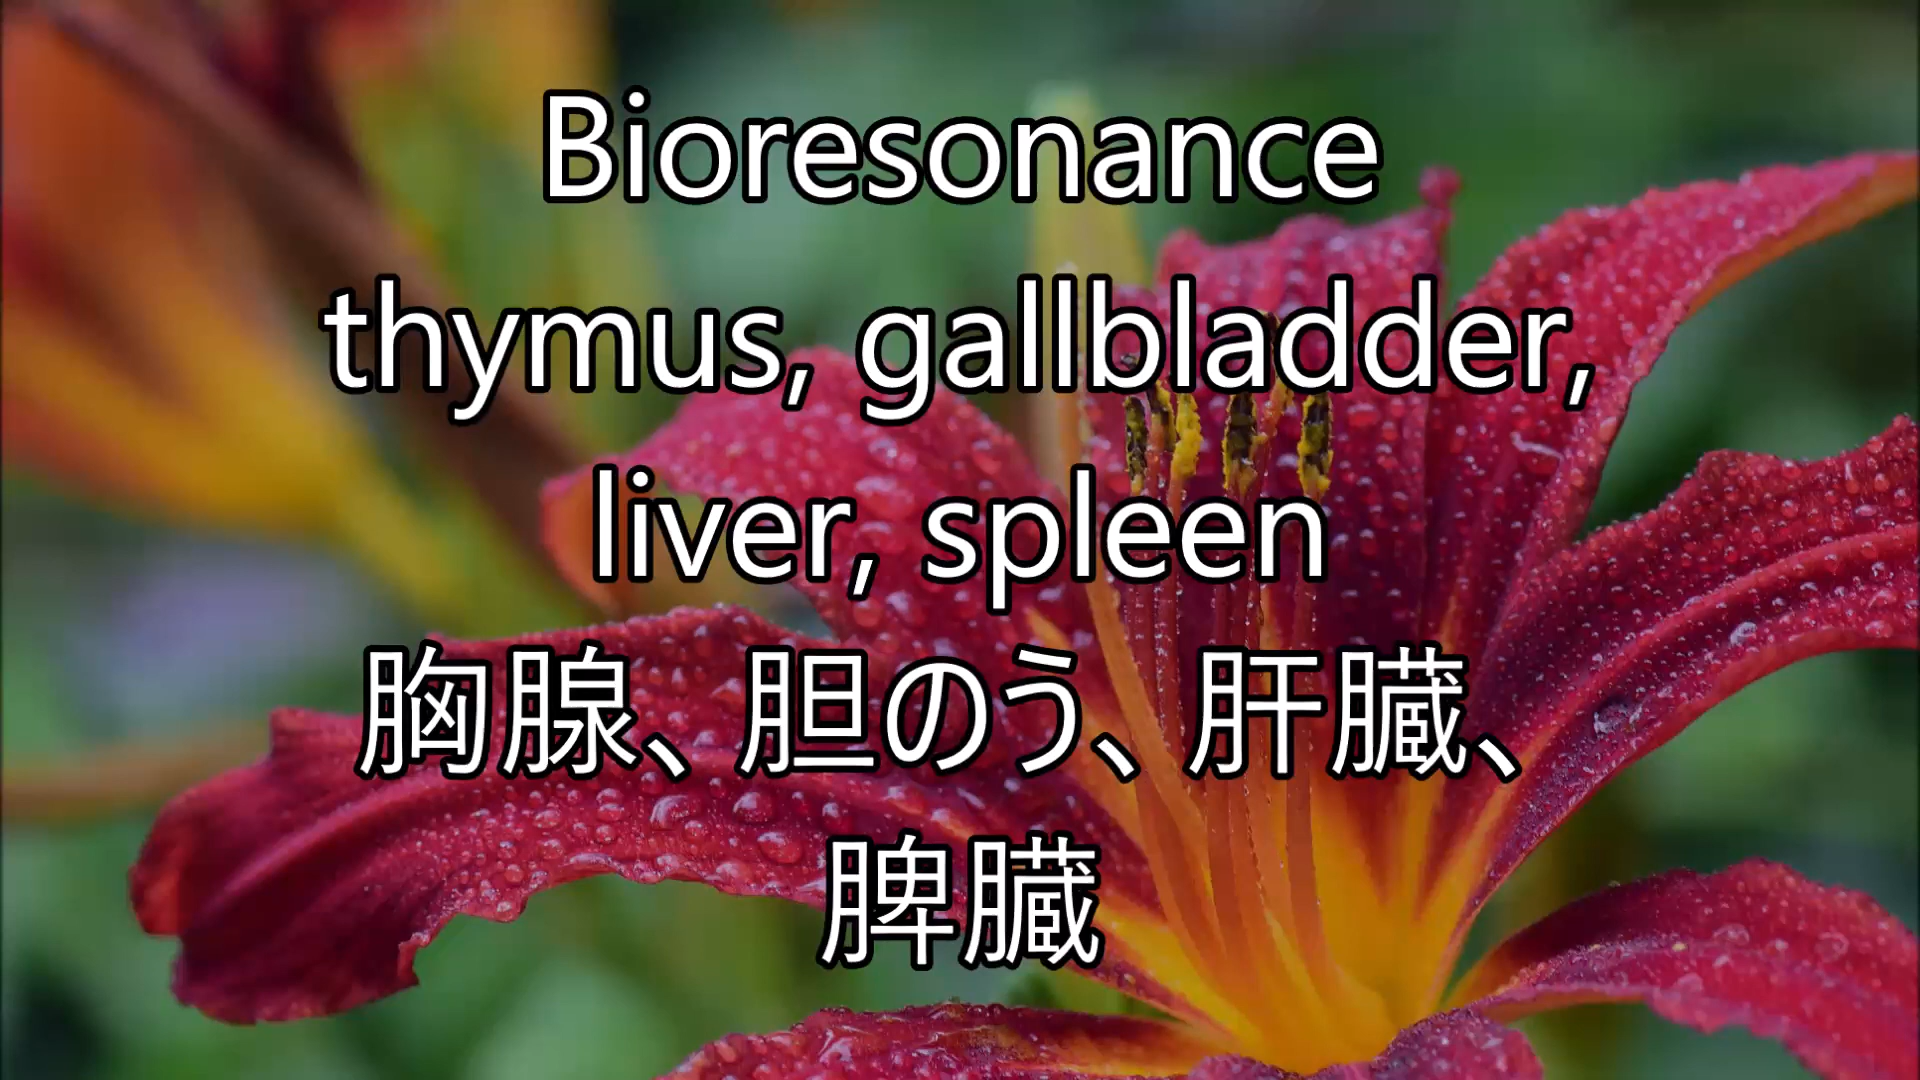 Bioresonance
thymus, gallbladder,
liver, spleen
胸腺、胆のう、肝臓、
脾臓